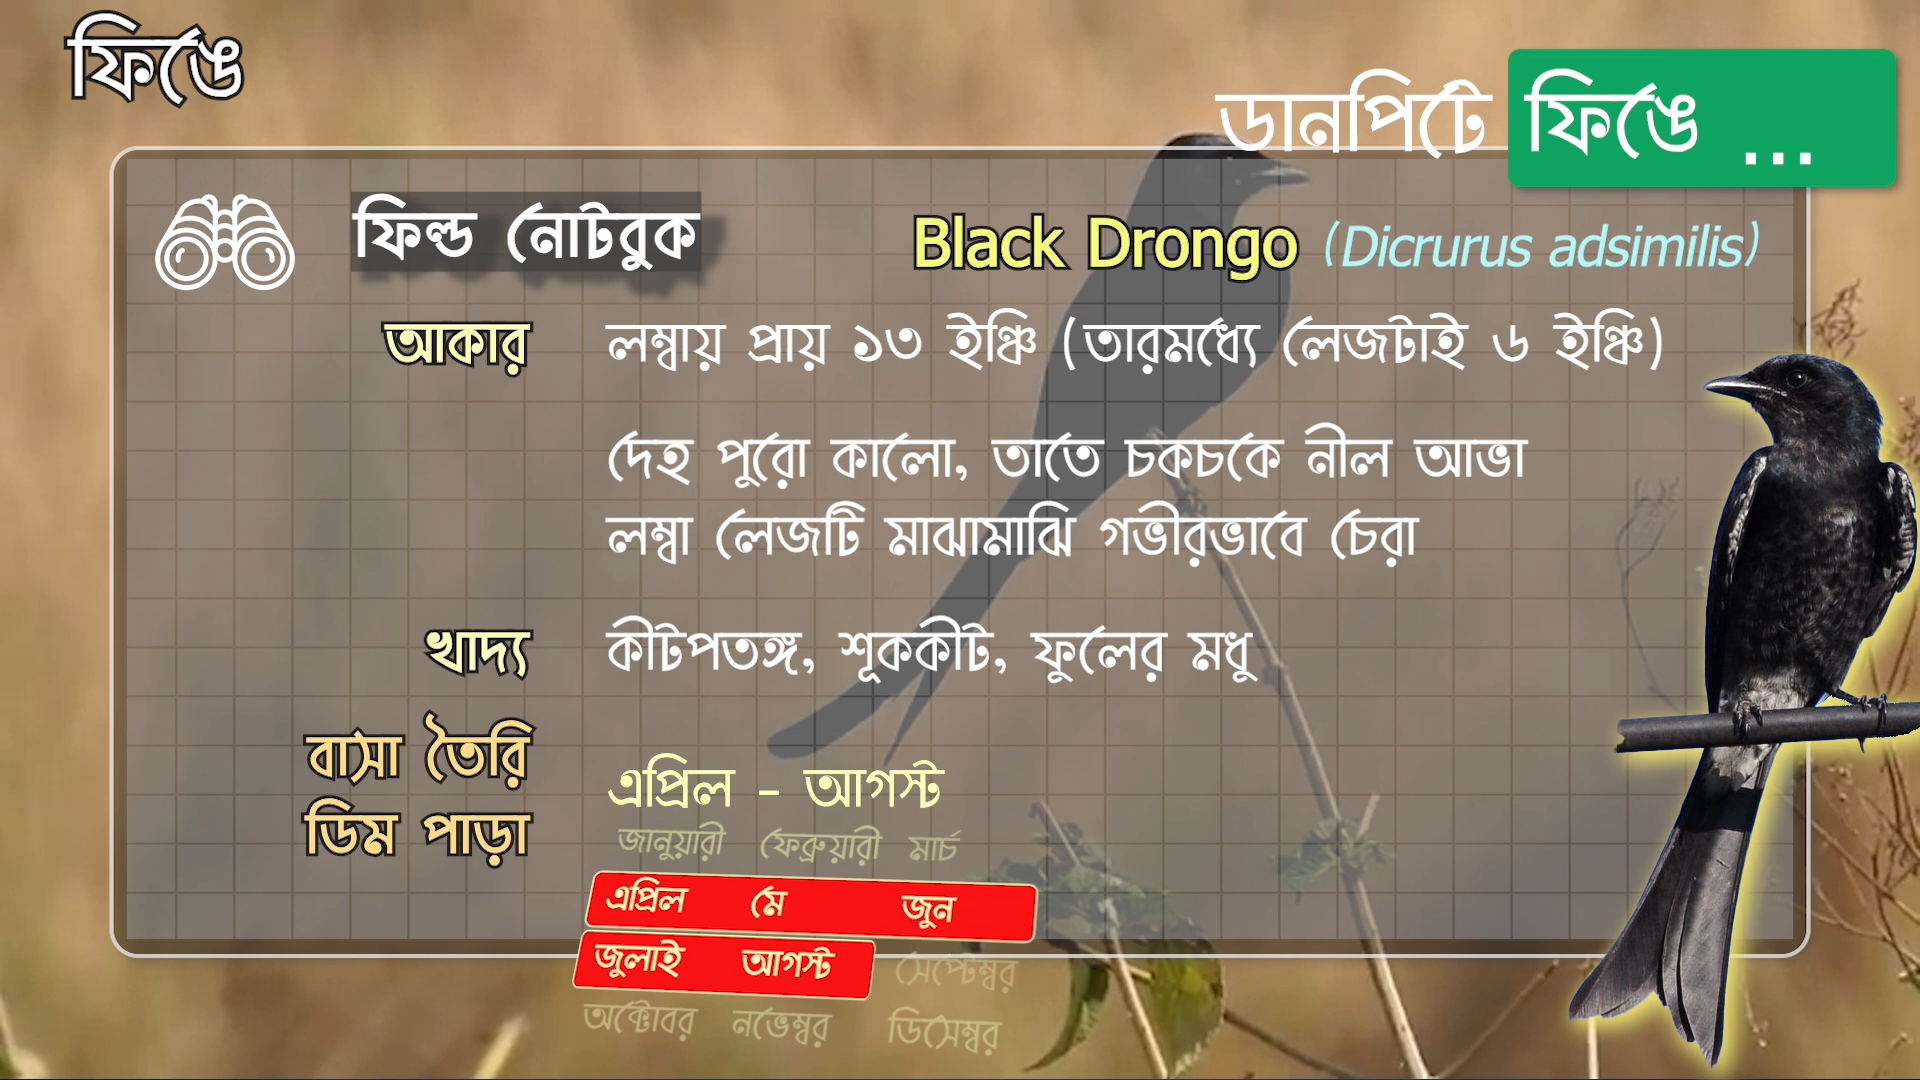 ফিঙে
ডানপিটে ফিঙে ...
ফিল্ড নোটবুক
Black Drongo (Dicrurus adsimilis)
আকার লম্বায় প্রায় ১৩ ইঞ্চি (তারমধ্যে লেজটাই ৬ ইঞ্চি)
দেহ পুরো কালো, তাতে চকচকে নীল আভা
লম্বা লেজটি মাঝামাঝি গভীরভাবে চেরা
খাদ্য কীটপতঙ্গ, শূককীট, ফুলের মধু
বাসা তৈরি
ডিম পাড়া
এপ্রিল - আগস্ট
জানুয়ারী ফেব্রুয়ারী মার্চ
এপ্রিল মে জুন
জুলাই আগস্ট সেপ্টেম্বর
অক্টোবর নভেম্বর ডিসেম্বর